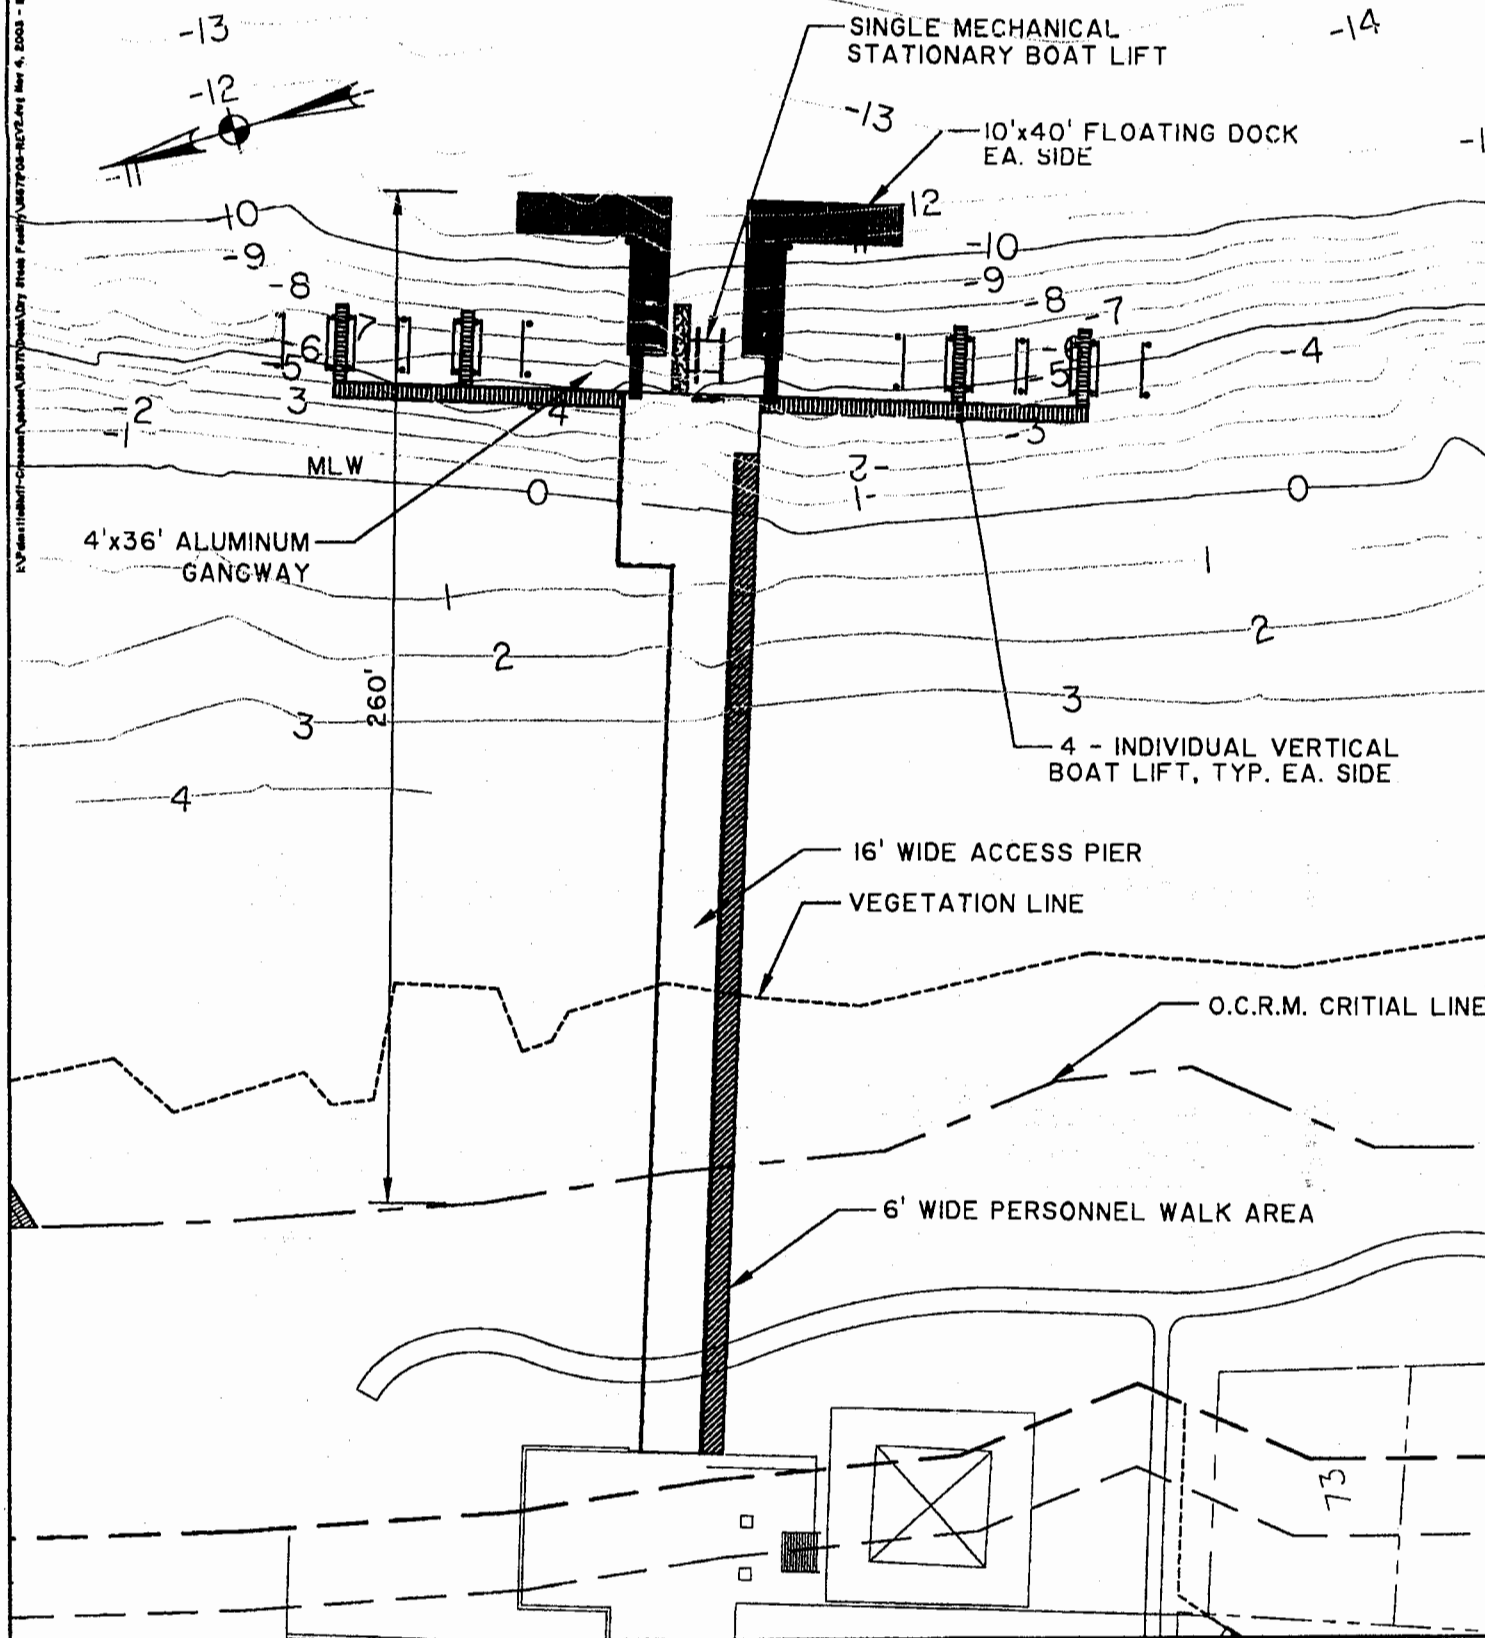 -13
SINGLE MECHANICAL
STATIONARY BOAT LIFT
-14
-12
-13
10'x40' FLOATING DOCK
EA. SIDE
-11
12
-10
-10
-9
-9
-8
-8
-7
7
-6
-5
5
-4
3
-2
-1
4
-3
MLW
2-
1-
0
0
4'x36' ALUMINUM
GANGWAY
1
1
2
2
260'
3
3
4 - INDIVIDUAL VERTICAL
BOAT LIFT, TYP. EA. SIDE
4
16' WIDE ACCESS PIER
VEGETATION LINE
O.C.R.M. CRITIAL LINE
6' WIDE PERSONNEL WALK AREA
73